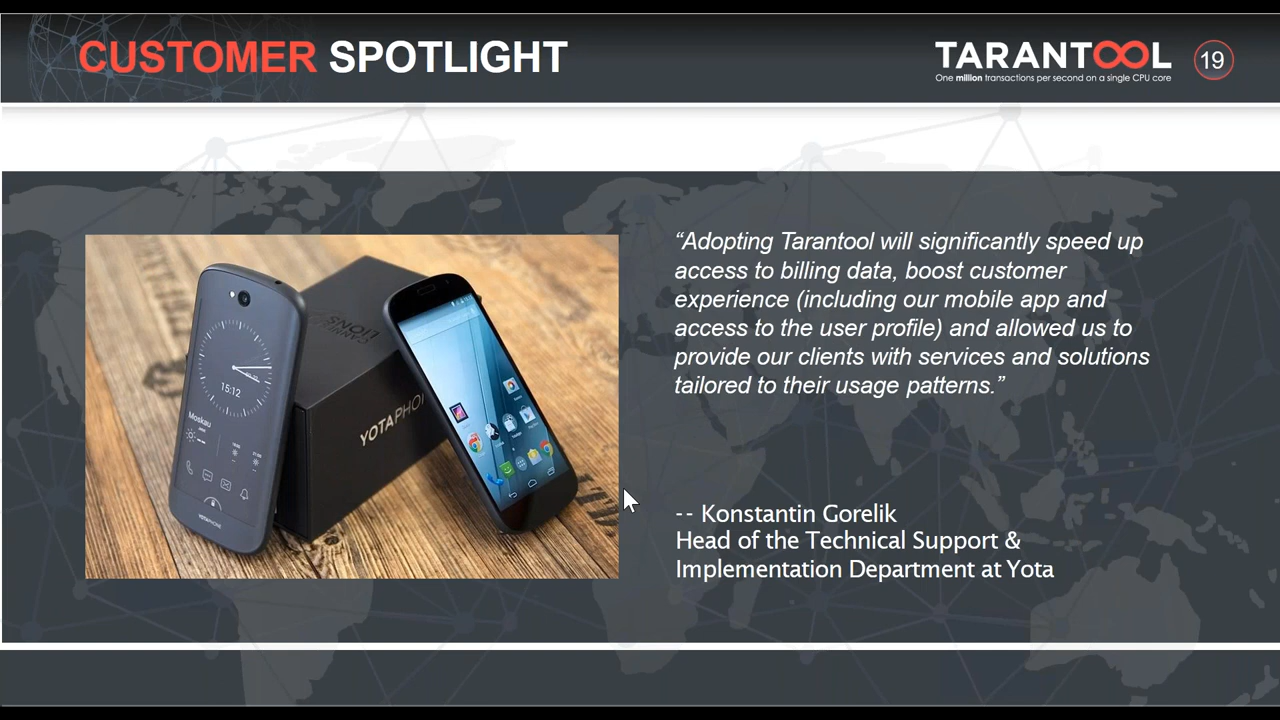 CUSTOMER SPOTLIGHT
TARANTOOL
One million transactions per second on a single CPU core
19
“Adopting Tarantool will significantly speed up
access to billing data, boost customer
experience (including our mobile app and
access to the user profile) and allowed us to
provide our clients with services and solutions
tailored to their usage patterns.”
-- Konstantin Gorelik
Head of the Technical Support &
Implementation Department at Yota
15:12
Moskau
YOTAPHONE
LIONS
YOTAPHO